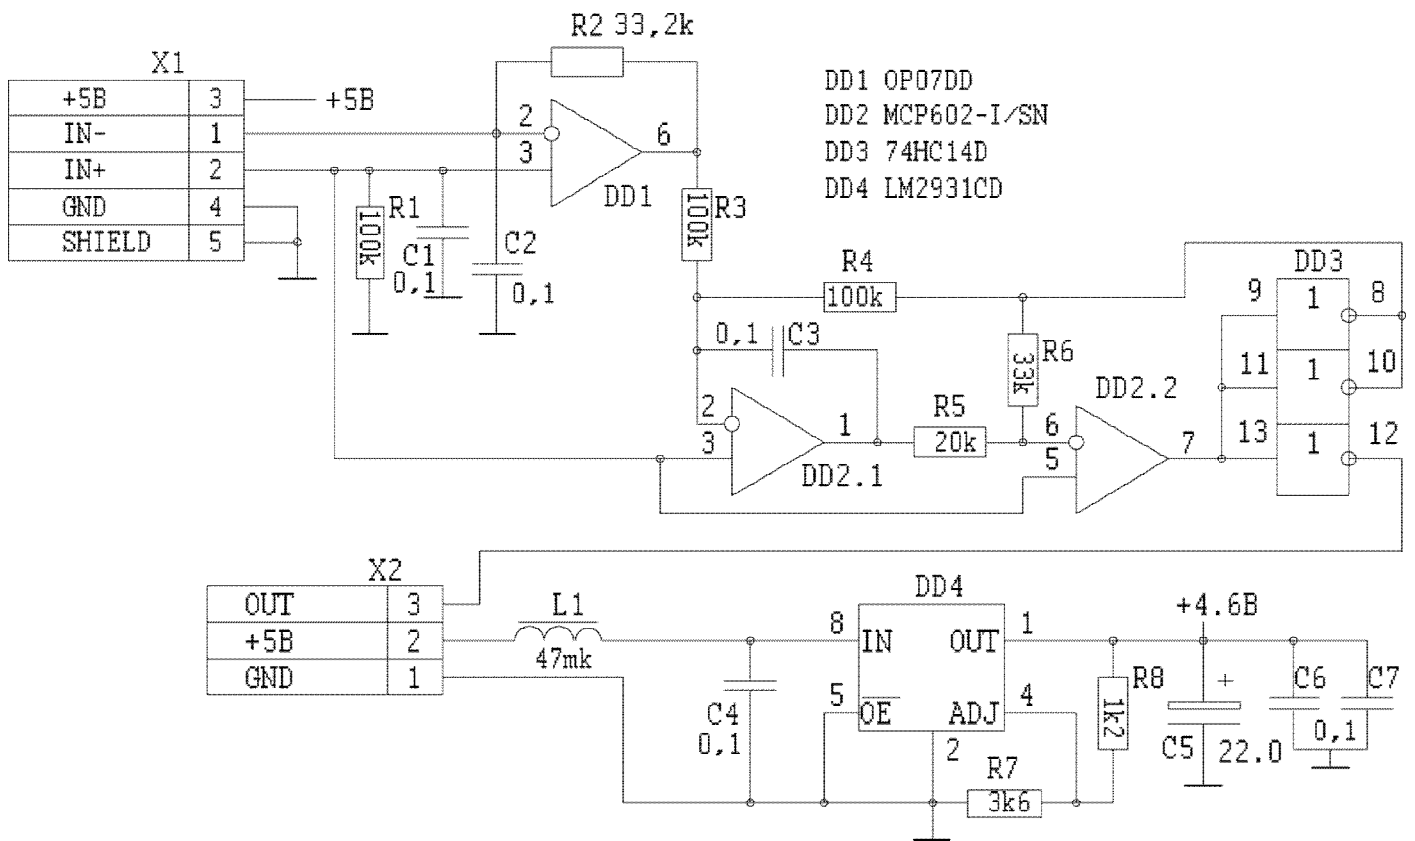 R2 33,2k
X1
+5B 3 +5B
IN- 1
IN+ 2
GND 4
SHIELD 5
2
3
6
DD1
DD1 OP07DD
DD2 MCP602-I/SN
DD3 74HC14D
DD4 LM2931CD
R1
100k
C1
0,1
C2
0,1
R3
100k
R4
100k
0,1 C3
R6
33k
DD3
9 1 8
11 1 10
13 1 12
2
3
1
DD2.1
R5
20k
DD2.2
6
5
7
X2
OUT 3
+5B 2
GND 1
L1
47mk
C4
0,1
DD4
8 IN OUT 1
5 OE ADJ 4
2
R7
3k6
R8
1k2
+4.6B
+
C5 22.0
C6
0,1
C7